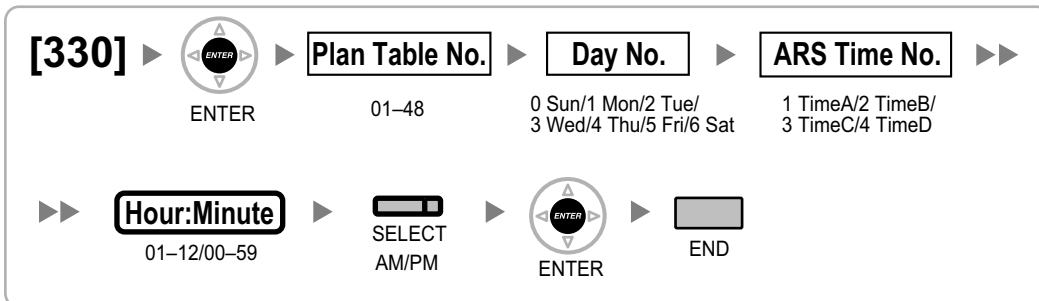 [330] ENTER Plan Table No. Day No. ARS Time No.
ENTER 01–48 0 Sun/1 Mon/2 Tue/ 1 TimeA/2 TimeB/
3 Wed/4 Thu/5 Fri/6 Sat 3 TimeC/4 TimeD
Hour:Minute ENTER
01–12/00–59 SELECT END
AM/PM ENTER